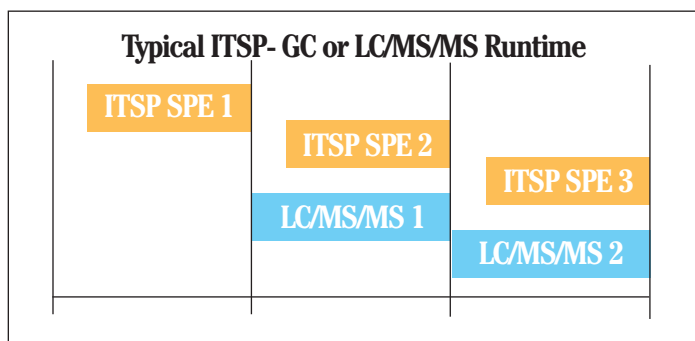 Typical ITSP- GC or LC/MS/MS Runtime
ITSP SPE 1
ITSP SPE 2
ITSP SPE 3
LC/MS/MS 1
LC/MS/MS 2